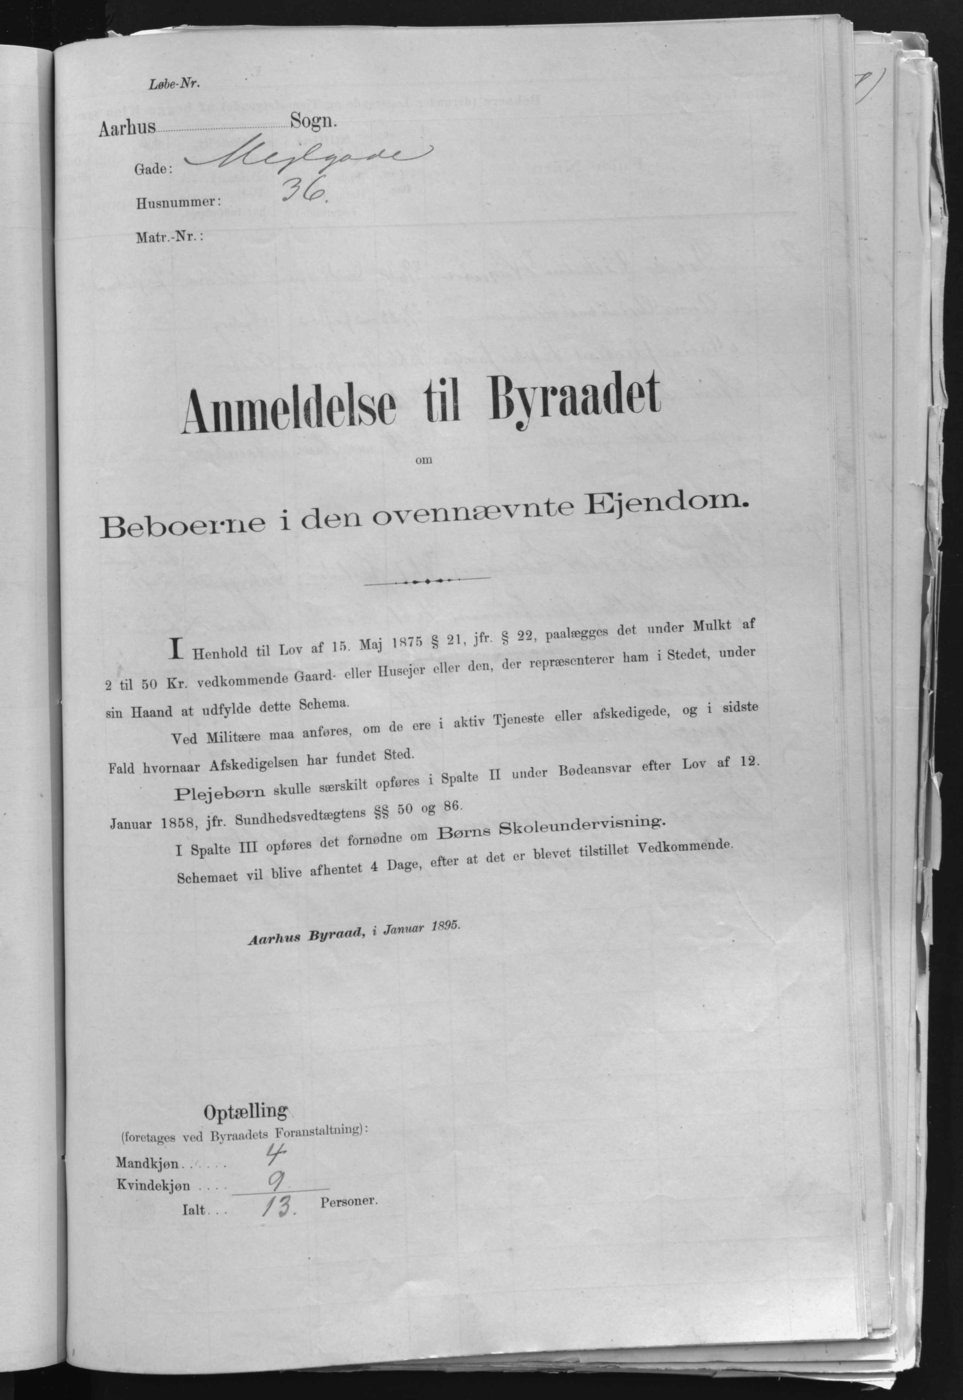 Løbe-Nr.
Aarhus Sogn.
Gade: Mejlgade
Husnummer: 36.
Matr.-Nr.:
Anmeldelse til Byraadet
om
Beboerne i den ovennævnte Ejendom.
I Henhold til Lov af 15. Maj 1875 § 21, jfr. § 22, paalægges det under Mulkt af
2 til 50 Kr. vedkommende Gaard- eller Husejer eller den, der repræsenterer ham i Stedet, under
sin Haand at udfylde dette Schema.
Ved Militære maa anføres, om de ere i aktiv Tjeneste eller afskedigede, og i sidste
Fald hvornaar Afskedigelsen har fundet Sted.
Plejebørn skulle særskilt opføres i Spalte II under Bødeansvar efter Lov af 12.
Januar 1858, jfr. Sundhedsvedtægtens §§ 50 og 86.
I Spalte III opføres det fornødne om Børns Skoleundervisning.
Schemaet vil blive afhentet 4 Dage, efter at det er blevet tilstillet Vedkommende.
Aarhus Byraad, i Januar 1895.
Optælling
(foretages ved Byraadets Foranstaltning):
Mandkjøn...... 4
Kvindekjøn .... 9
Ialt... 13. Personer.